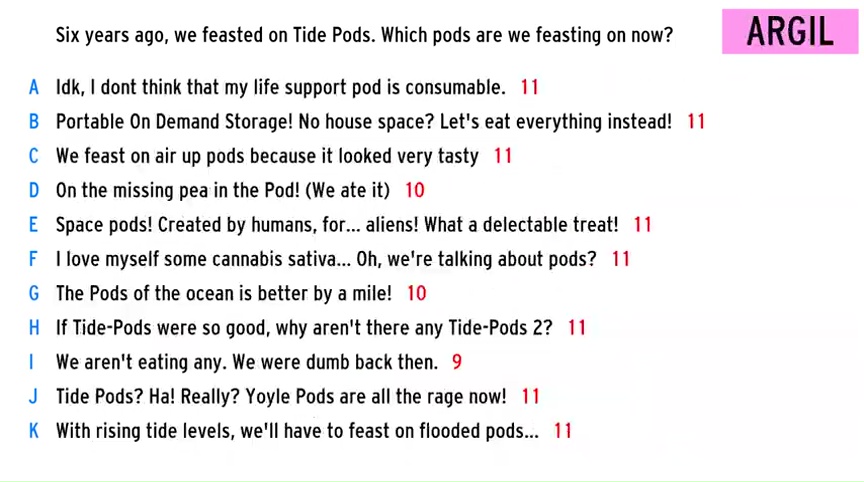 Six years ago, we feasted on Tide Pods. Which pods are we feasting on now?
ARGIL
A Idk, I dont think that my life support pod is consumable. 11
B Portable On Demand Storage! No house space? Let's eat everything instead! 11
C We feast on air up pods because it looked very tasty 11
D On the missing pea in the Pod! (We ate it) 10
E Space pods! Created by humans, for... aliens! What a delectable treat! 11
F I love myself some cannabis sativa... Oh, we're talking about pods? 11
G The Pods of the ocean is better by a mile! 10
H If Tide-Pods were so good, why aren't there any Tide-Pods 2? 11
I We aren't eating any. We were dumb back then. 9
J Tide Pods? Ha! Really? Yoyle Pods are all the rage now! 11
K With rising tide levels, we'll have to feast on flooded pods... 11